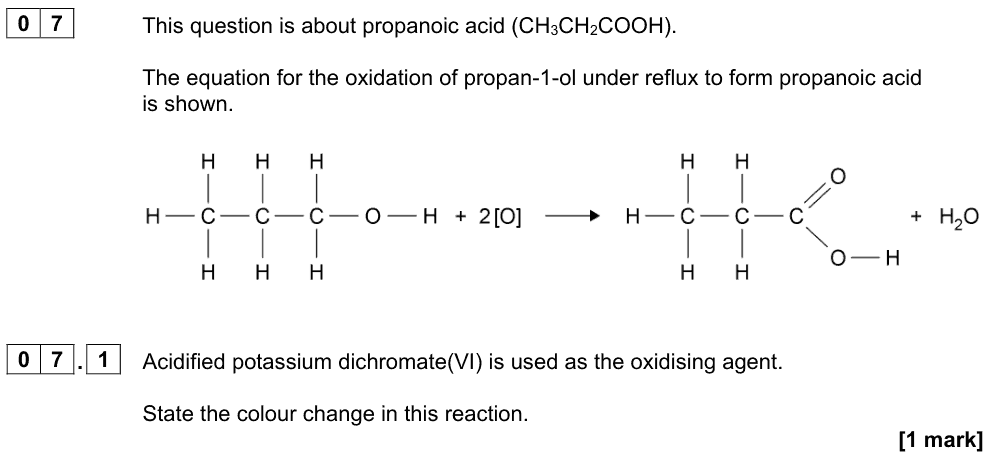 0 7 This question is about propanoic acid (CH₃CH₂COOH).
The equation for the oxidation of propan-1-ol under reflux to form propanoic acid
is shown.
H H H H H O
H C C C O H + 2[O] H C C C + H₂O
H H H H H O H
0 7 . 1 Acidified potassium dichromate(VI) is used as the oxidising agent.
State the colour change in this reaction.
[1 mark]